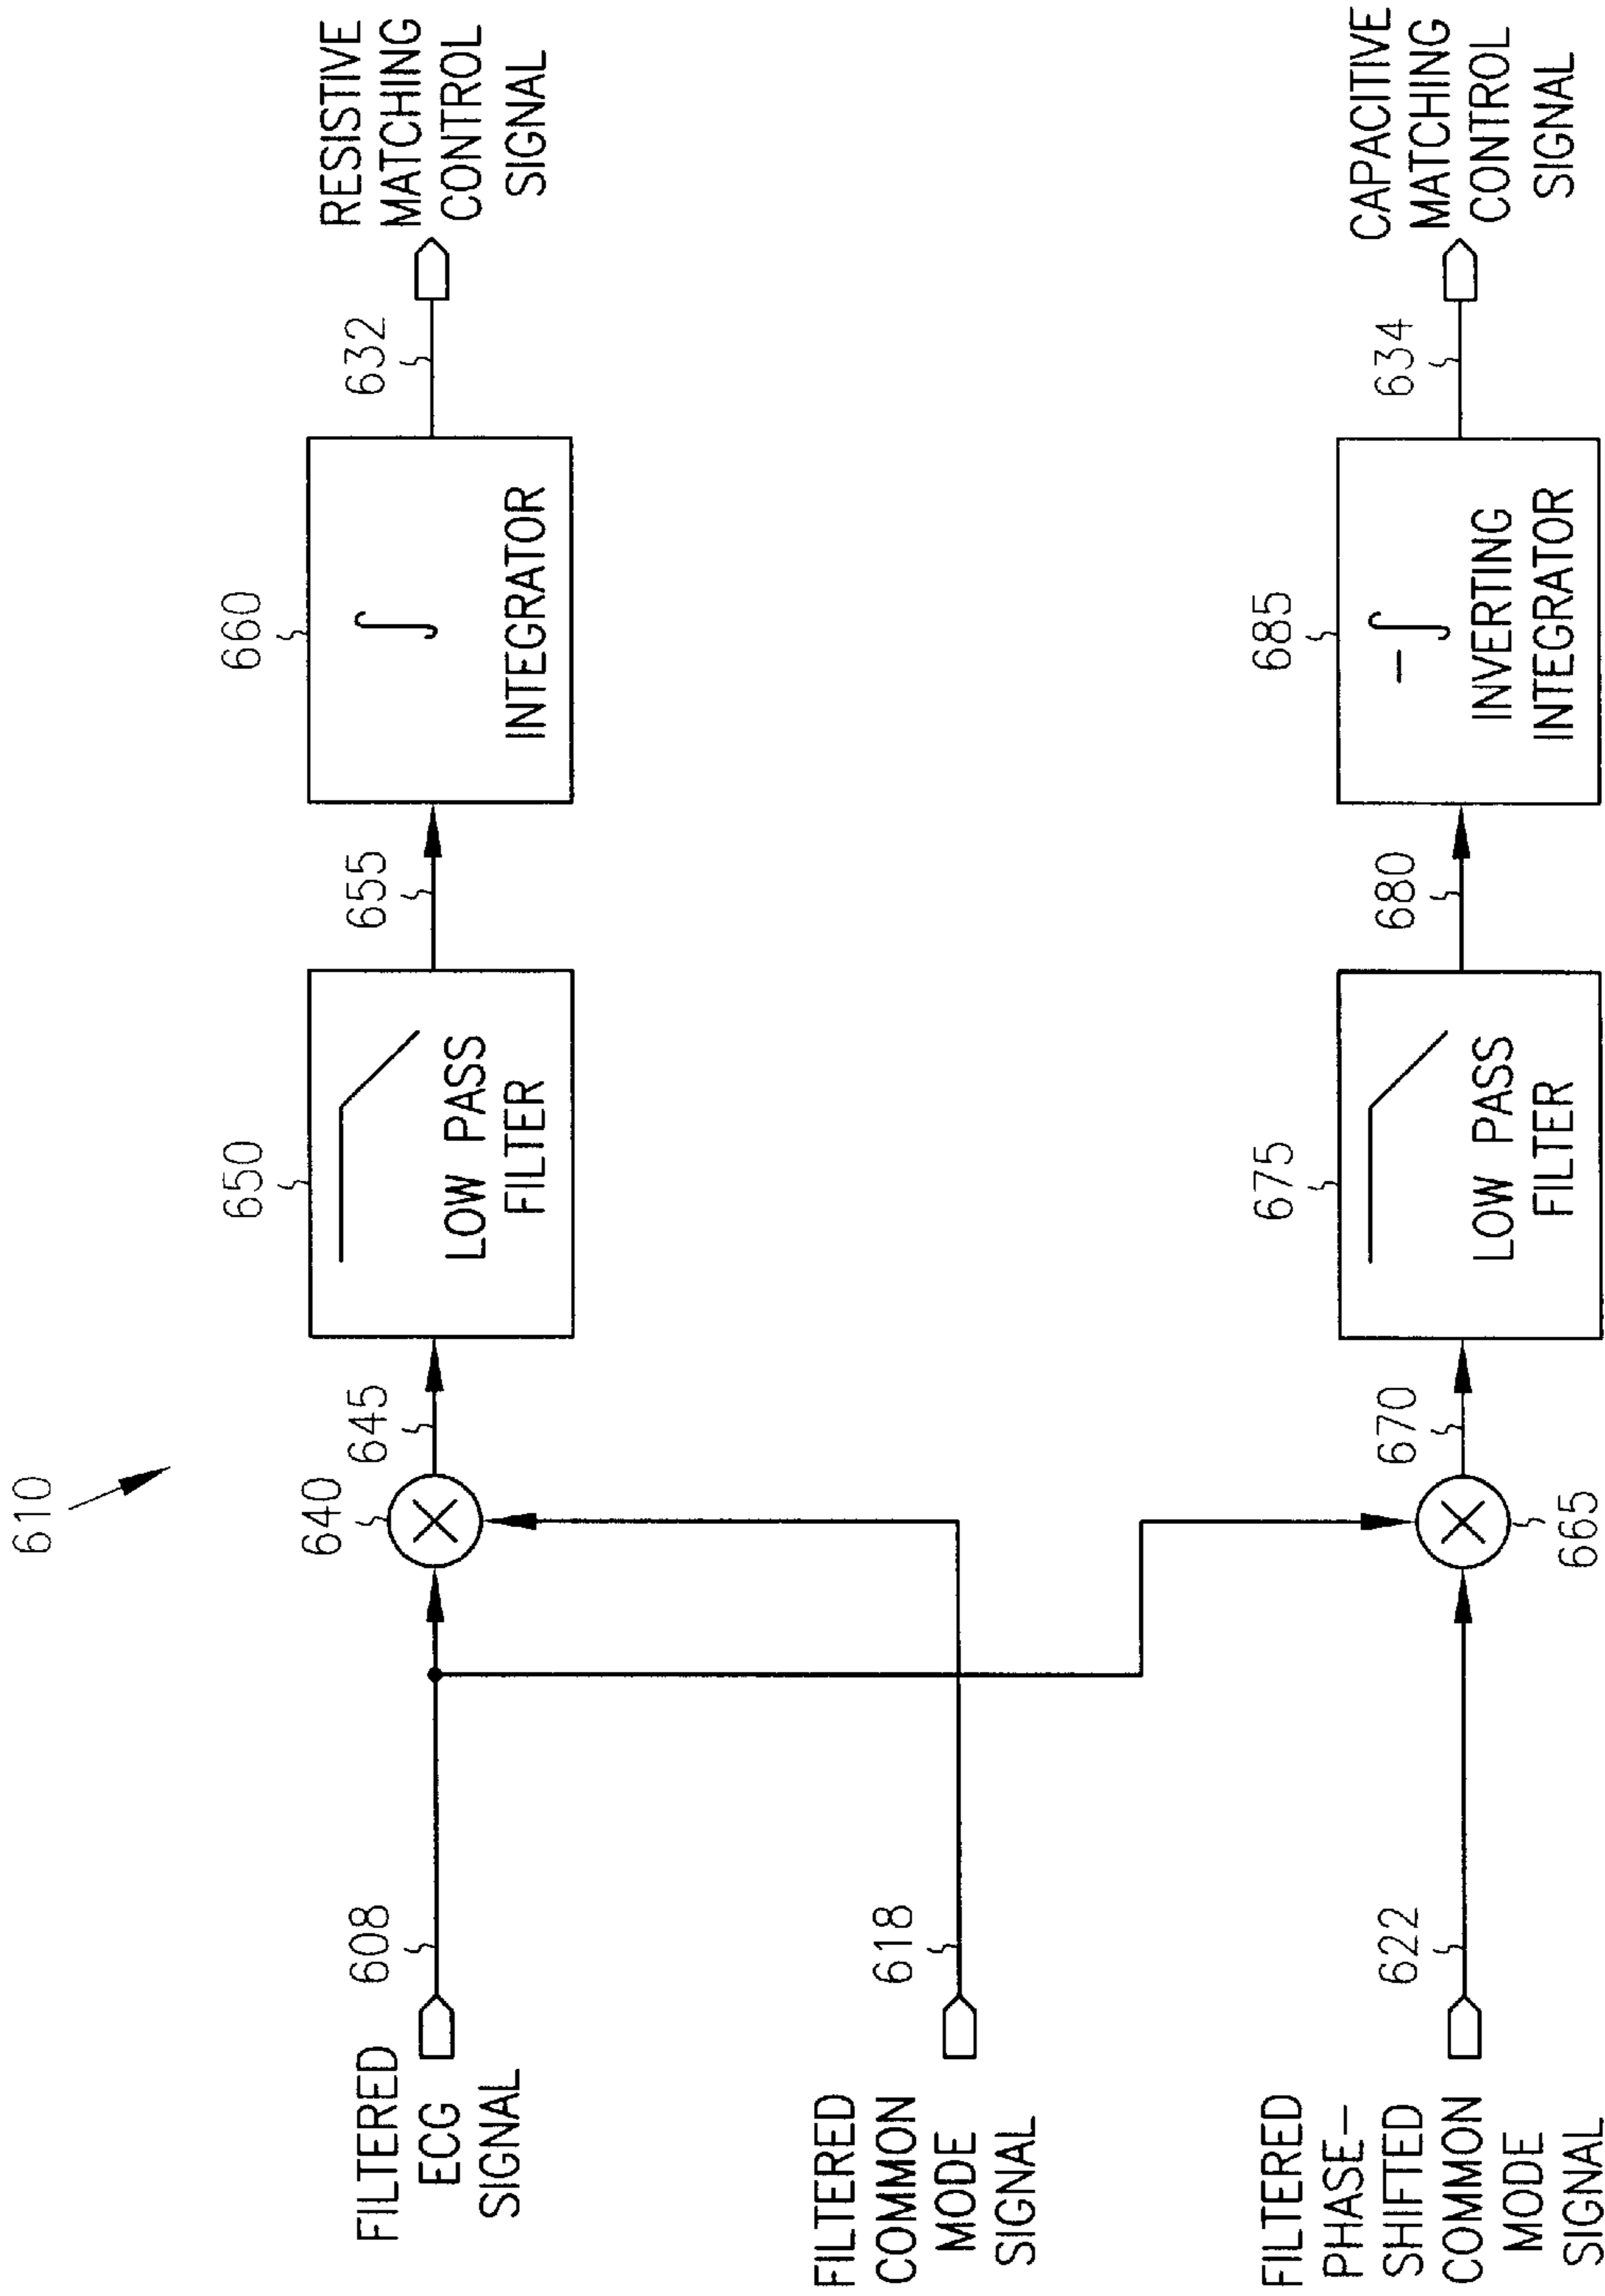 610
FILTERED
ECG
SIGNAL
608
640
645
650
LOW PASS
FILTER
655
660
∫
INTEGRATOR
632
RESISTIVE
MATCHING
CONTROL
SIGNAL
FILTERED
COMMON
MODE
SIGNAL
618
FILTERED
PHASE–
SHIFTED
COMMON
MODE
SIGNAL
622
665
670
675
LOW PASS
FILTER
680
685
– ∫
INVERTING
INTEGRATOR
634
CAPACITIVE
MATCHING
CONTROL
SIGNAL